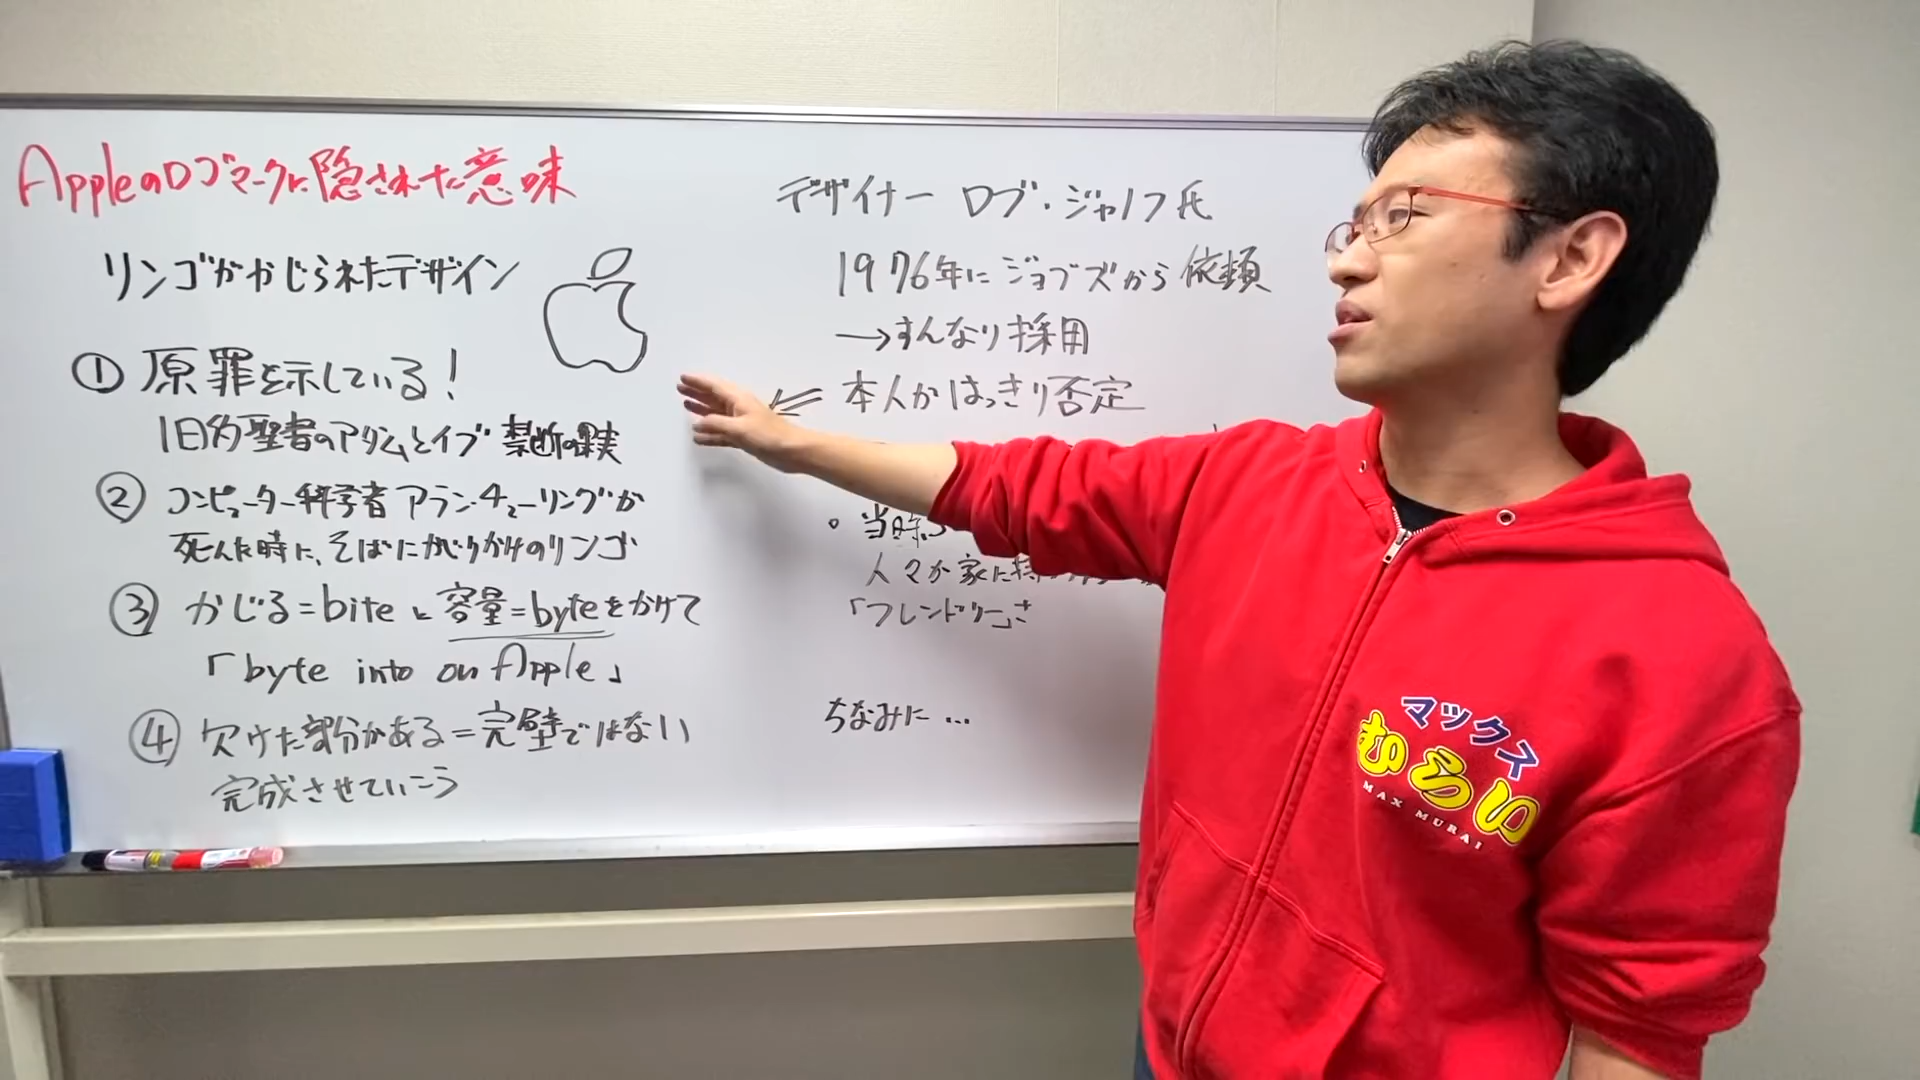 Appleのロゴマークに隠された意味
リンゴがかじられたデザイン
① 原罪を示している!
旧約聖書のアダムとイブ 禁断の果実
② コンピューター科学者 アラン・チューリングが
死んだ時に、そばにかじりかけのリンゴ
③ かじる=biteと容量=byteをかけて
「byte into an Apple」
④ 欠けた部分がある=完璧ではない
完成させていこう
デザイナー ロブ・ジャノフ氏
1976年にジョブズから依頼
→すんなり採用
⇐ 本人がはっきり否定
• 当時、
人々が家に持
「フレンドリー」さ
ちなみに…
マックス
むらい
MAX MURAI